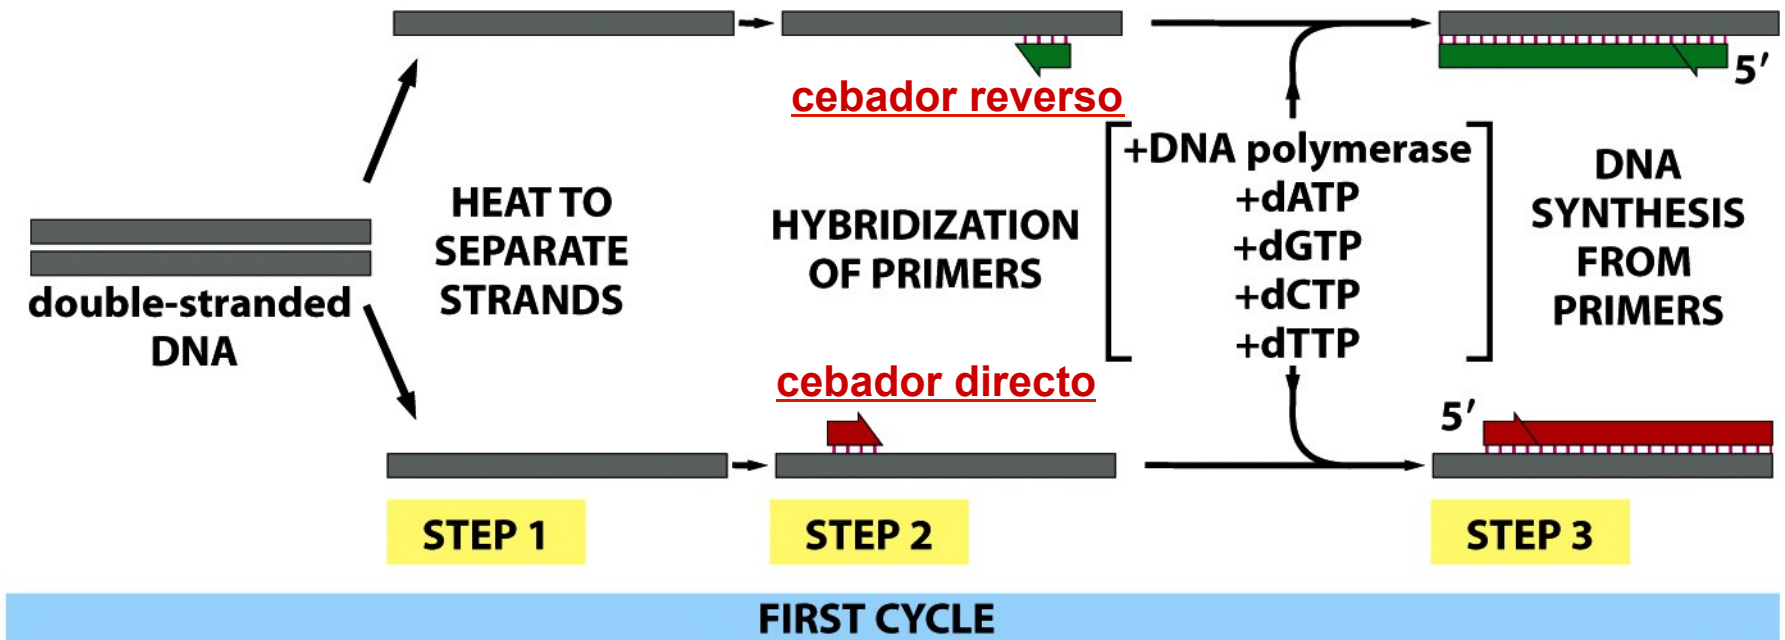 cebador reverso
5′
+DNA polymerase
+dATP
+dGTP
+dCTP
+dTTP
DNA
SYNTHESIS
FROM
PRIMERS
HEAT TO
SEPARATE
STRANDS
HYBRIDIZATION
OF PRIMERS
double-stranded
DNA
cebador directo
5′
STEP 1
STEP 2
STEP 3
FIRST CYCLE